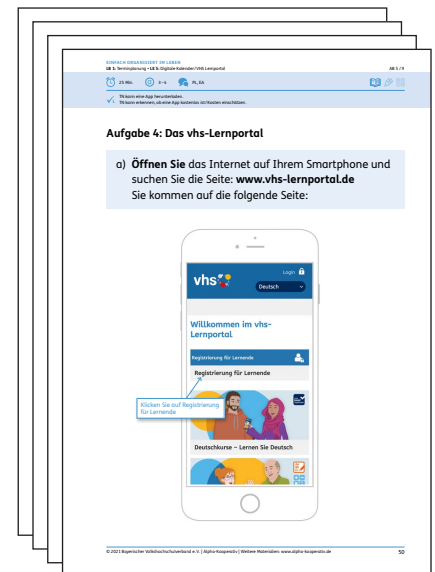 EINFACH ORGANISIERT IM LEBEN
LE 1: Terminplanung • LE 5: Digitale Kalender/VHS Lernportal
AB 5 / 9
25 Min.
3-4
PL, EA
TN kann eine App herunterladen.
TN kann erkennen, ob eine App kostenlos ist/Kosten einschätzen.
Aufgabe 4: Das vhs-Lernportal
a) Öffnen Sie das Internet auf Ihrem Smartphone und
suchen Sie die Seite: www.vhs-lernportal.de
Sie kommen auf die folgende Seite:
Login
vhs
Deutsch
Willkommen im vhs-
Lernportal
Registrierung für Lernende
Registrierung für Lernende
Klicken Sie auf Registrierung
für Lernende
Deutschkurse – Lernen Sie Deutsch
© 2021 Bayerischer Volkshochschulverband e.V. | Alpha-Kooperativ | Weitere Materialien: www.alpha-kooperativ.de
50